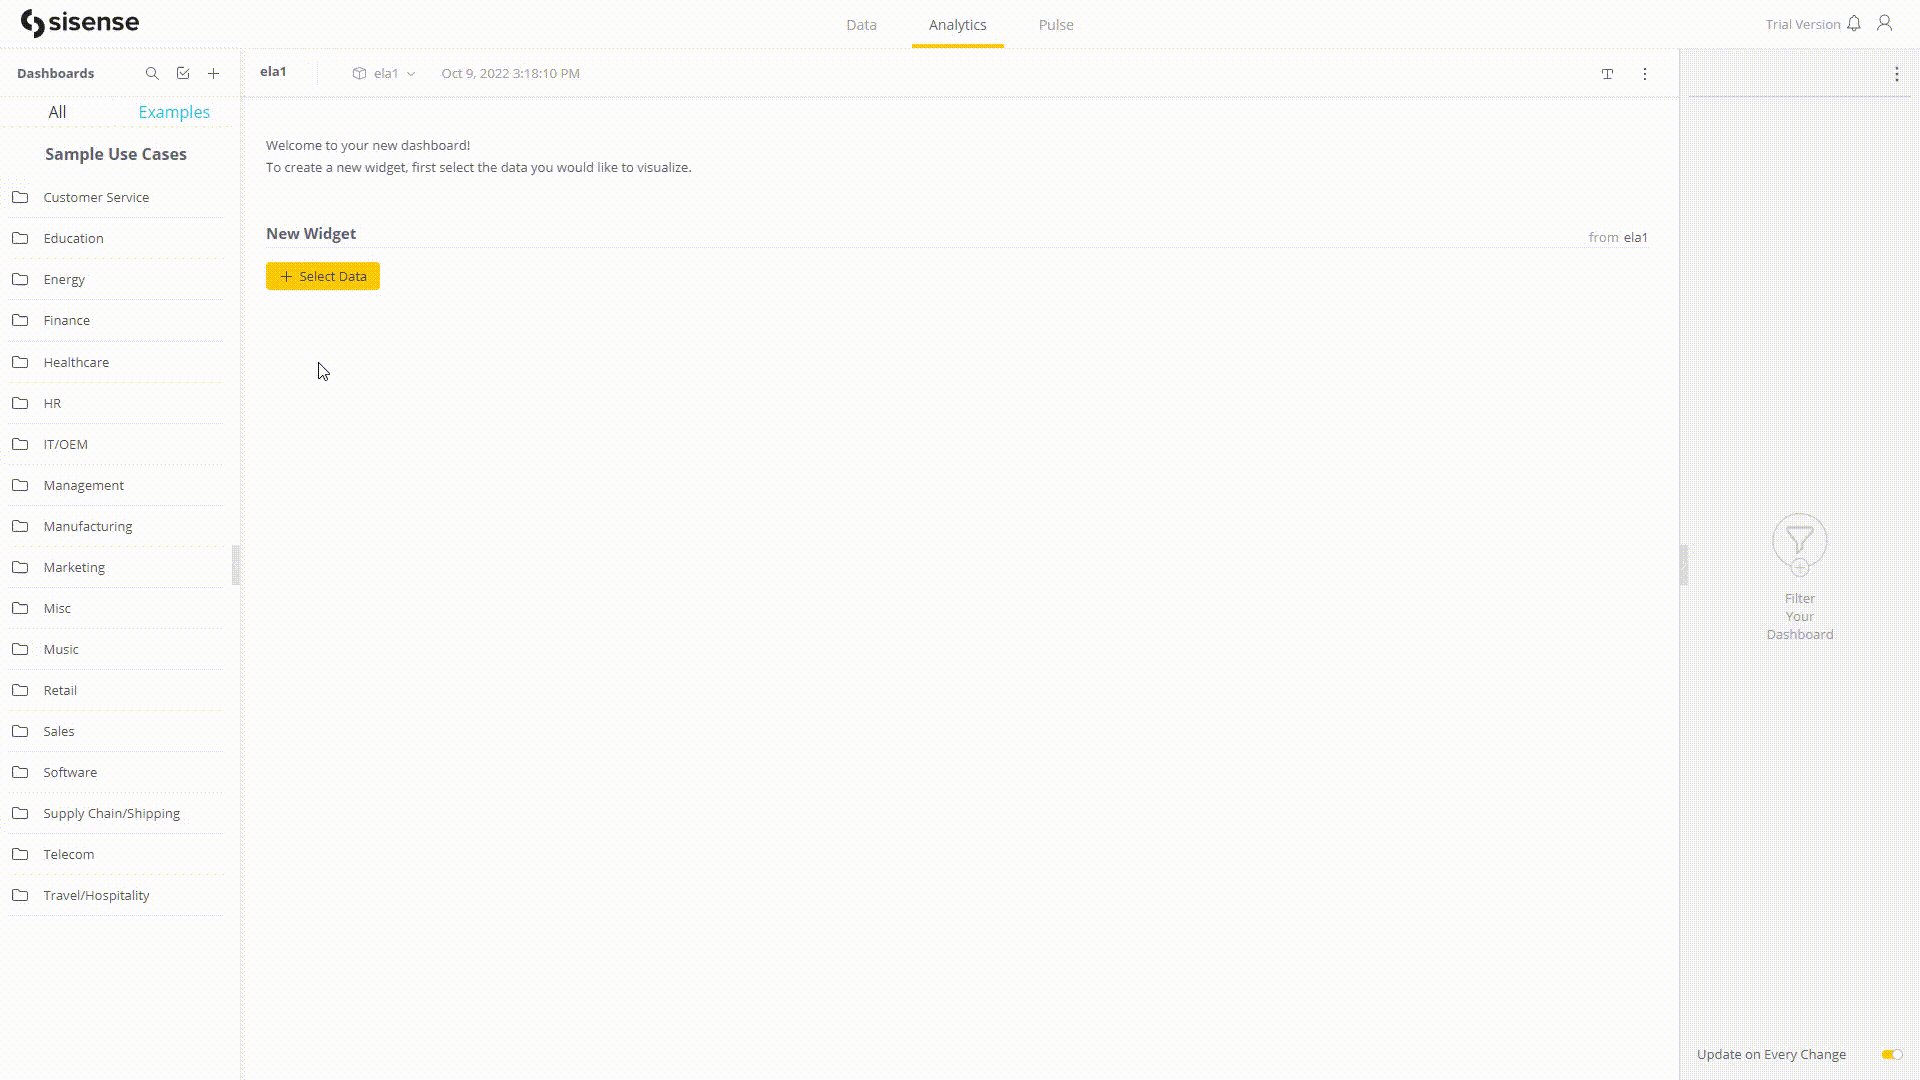 sisense
Data
Analytics
Pulse
Trial Version
Dashboards
ela1
ela1
Oct 9, 2022 3:18:10 PM
All
Examples
Sample Use Cases
Customer Service
Education
Energy
Finance
Healthcare
HR
IT/OEM
Management
Manufacturing
Marketing
Misc
Music
Retail
Sales
Software
Supply Chain/Shipping
Telecom
Travel/Hospitality
Welcome to your new dashboard!
To create a new widget, first select the data you would like to visualize.
New Widget
from ela1
+ Select Data
Filter
Your
Dashboard
Update on Every Change